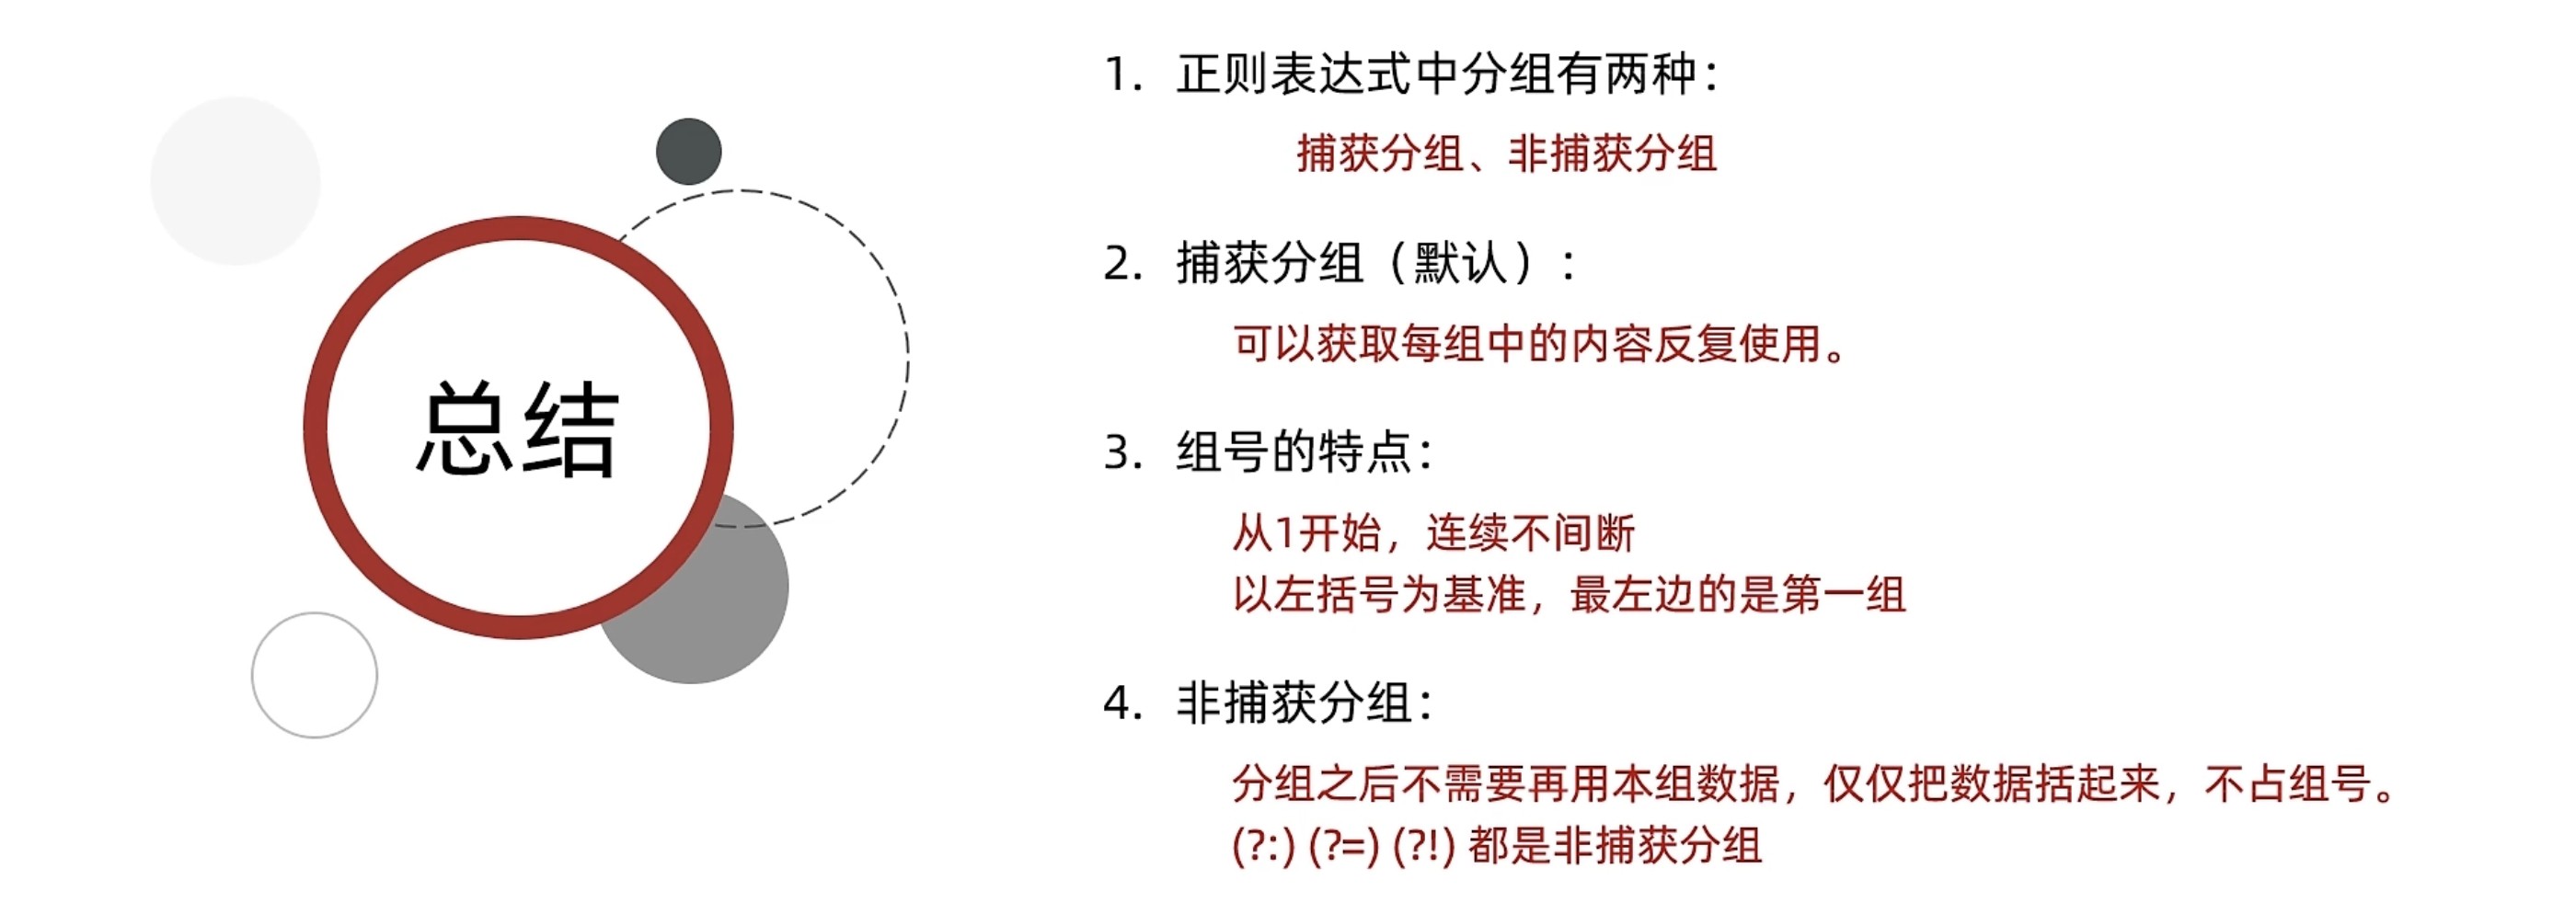 总结
1. 正则表达式中分组有两种：
捕获分组、非捕获分组
2. 捕获分组（默认）：
可以获取每组中的内容反复使用。
3. 组号的特点：
从1开始，连续不间断
以左括号为基准，最左边的是第一组
4. 非捕获分组：
分组之后不需要再用本组数据，仅仅把数据括起来，不占组号。
(?:) (?=) (?!) 都是非捕获分组